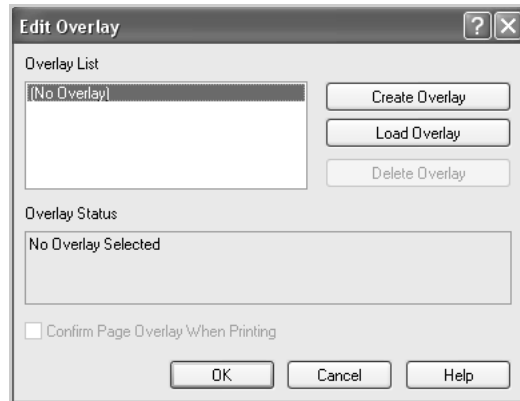 Edit Overlay
Overlay List
(No Overlay)
Create Overlay
Load Overlay
Delete Overlay
Overlay Status
No Overlay Selected
Confirm Page Overlay When Printing
OK
Cancel
Help